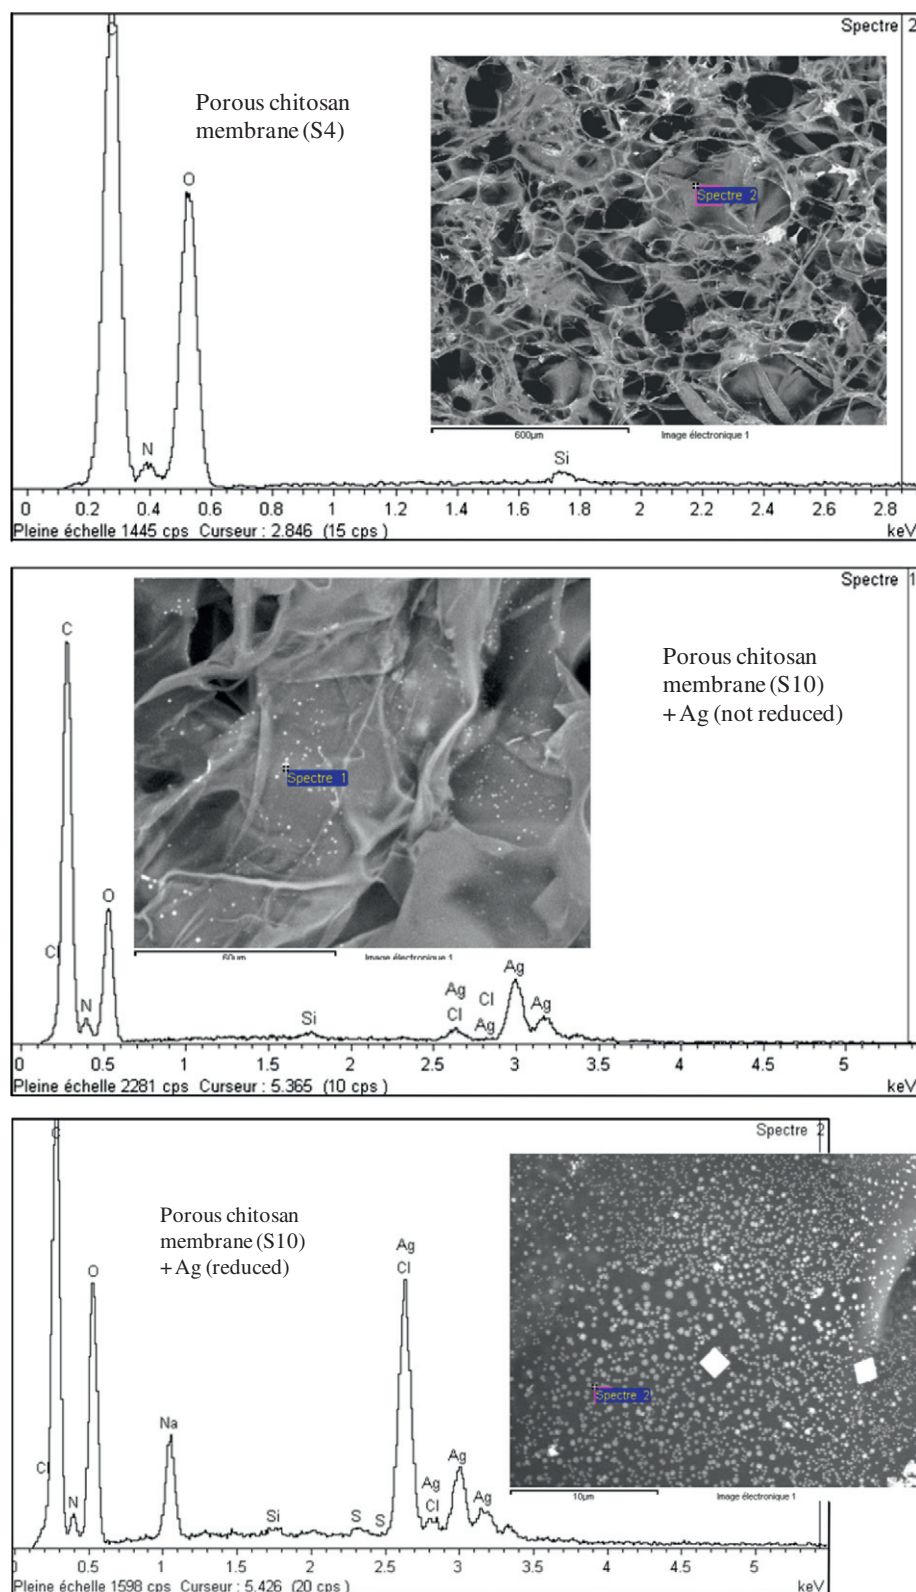 Spectre 2
C
Porous chitosan
membrane (S4)
O
N
Si
Spectre 2
600µm
Image électronique 1
0 0.2 0.4 0.6 0.8 1 1.2 1.4 1.6 1.8 2 2.2 2.4 2.6 2.8
Pleine échelle 1445 cps Curseur : 2.846 (15 cps) keV
Spectre 1
C
Porous chitosan
membrane (S10)
+ Ag (not reduced)
Spectre 1
O
Cl
N
Si
Ag
Cl
Cl
Ag
Ag
Ag
60µm
Image électronique 1
0 0.5 1 1.5 2 2.5 3 3.5 4 4.5 5
Pleine échelle 2281 cps Curseur : 5.365 (10 cps) keV
Spectre 2
C
Porous chitosan
membrane (S10)
+ Ag (reduced)
O
Ag
Cl
Na
Cl
N
Si
S
S
Ag
Cl
Ag
Ag
Spectre 2
10µm
Image électronique 1
0 0.5 1 1.5 2 2.5 3 3.5 4 4.5 5
Pleine échelle 1598 cps Curseur : 5.426 (20 cps) keV